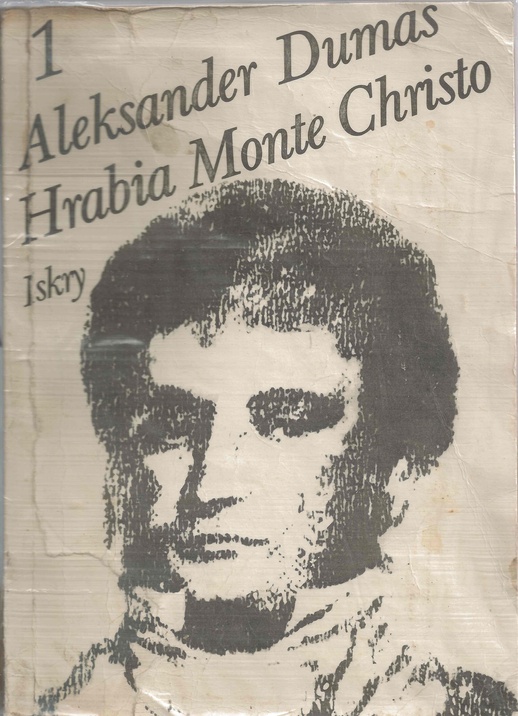 1
Aleksander Dumas
Hrabia Monte Christo
Iskry